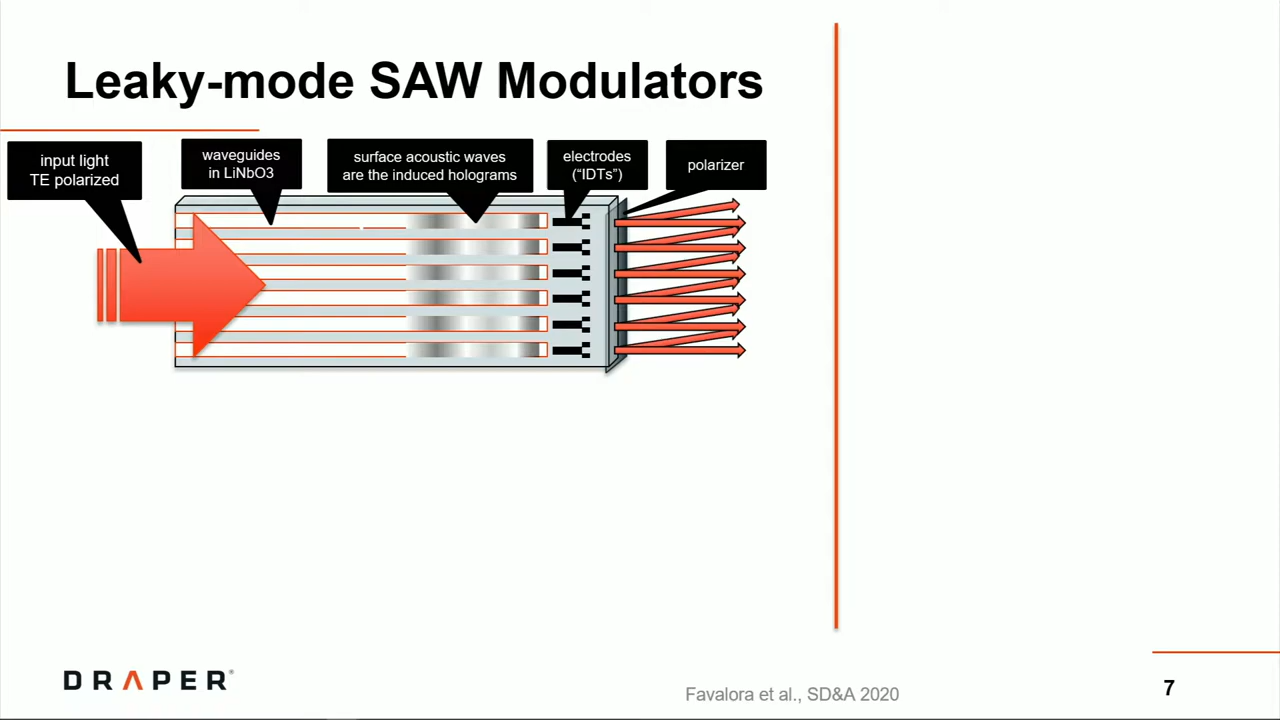 Leaky-mode SAW Modulators
input light
TE polarized
waveguides
in LiNbO3
surface acoustic waves
are the induced holograms
electrodes
(“IDTs”)
polarizer
DRAPER®
Favalora et al., SD&A 2020
7